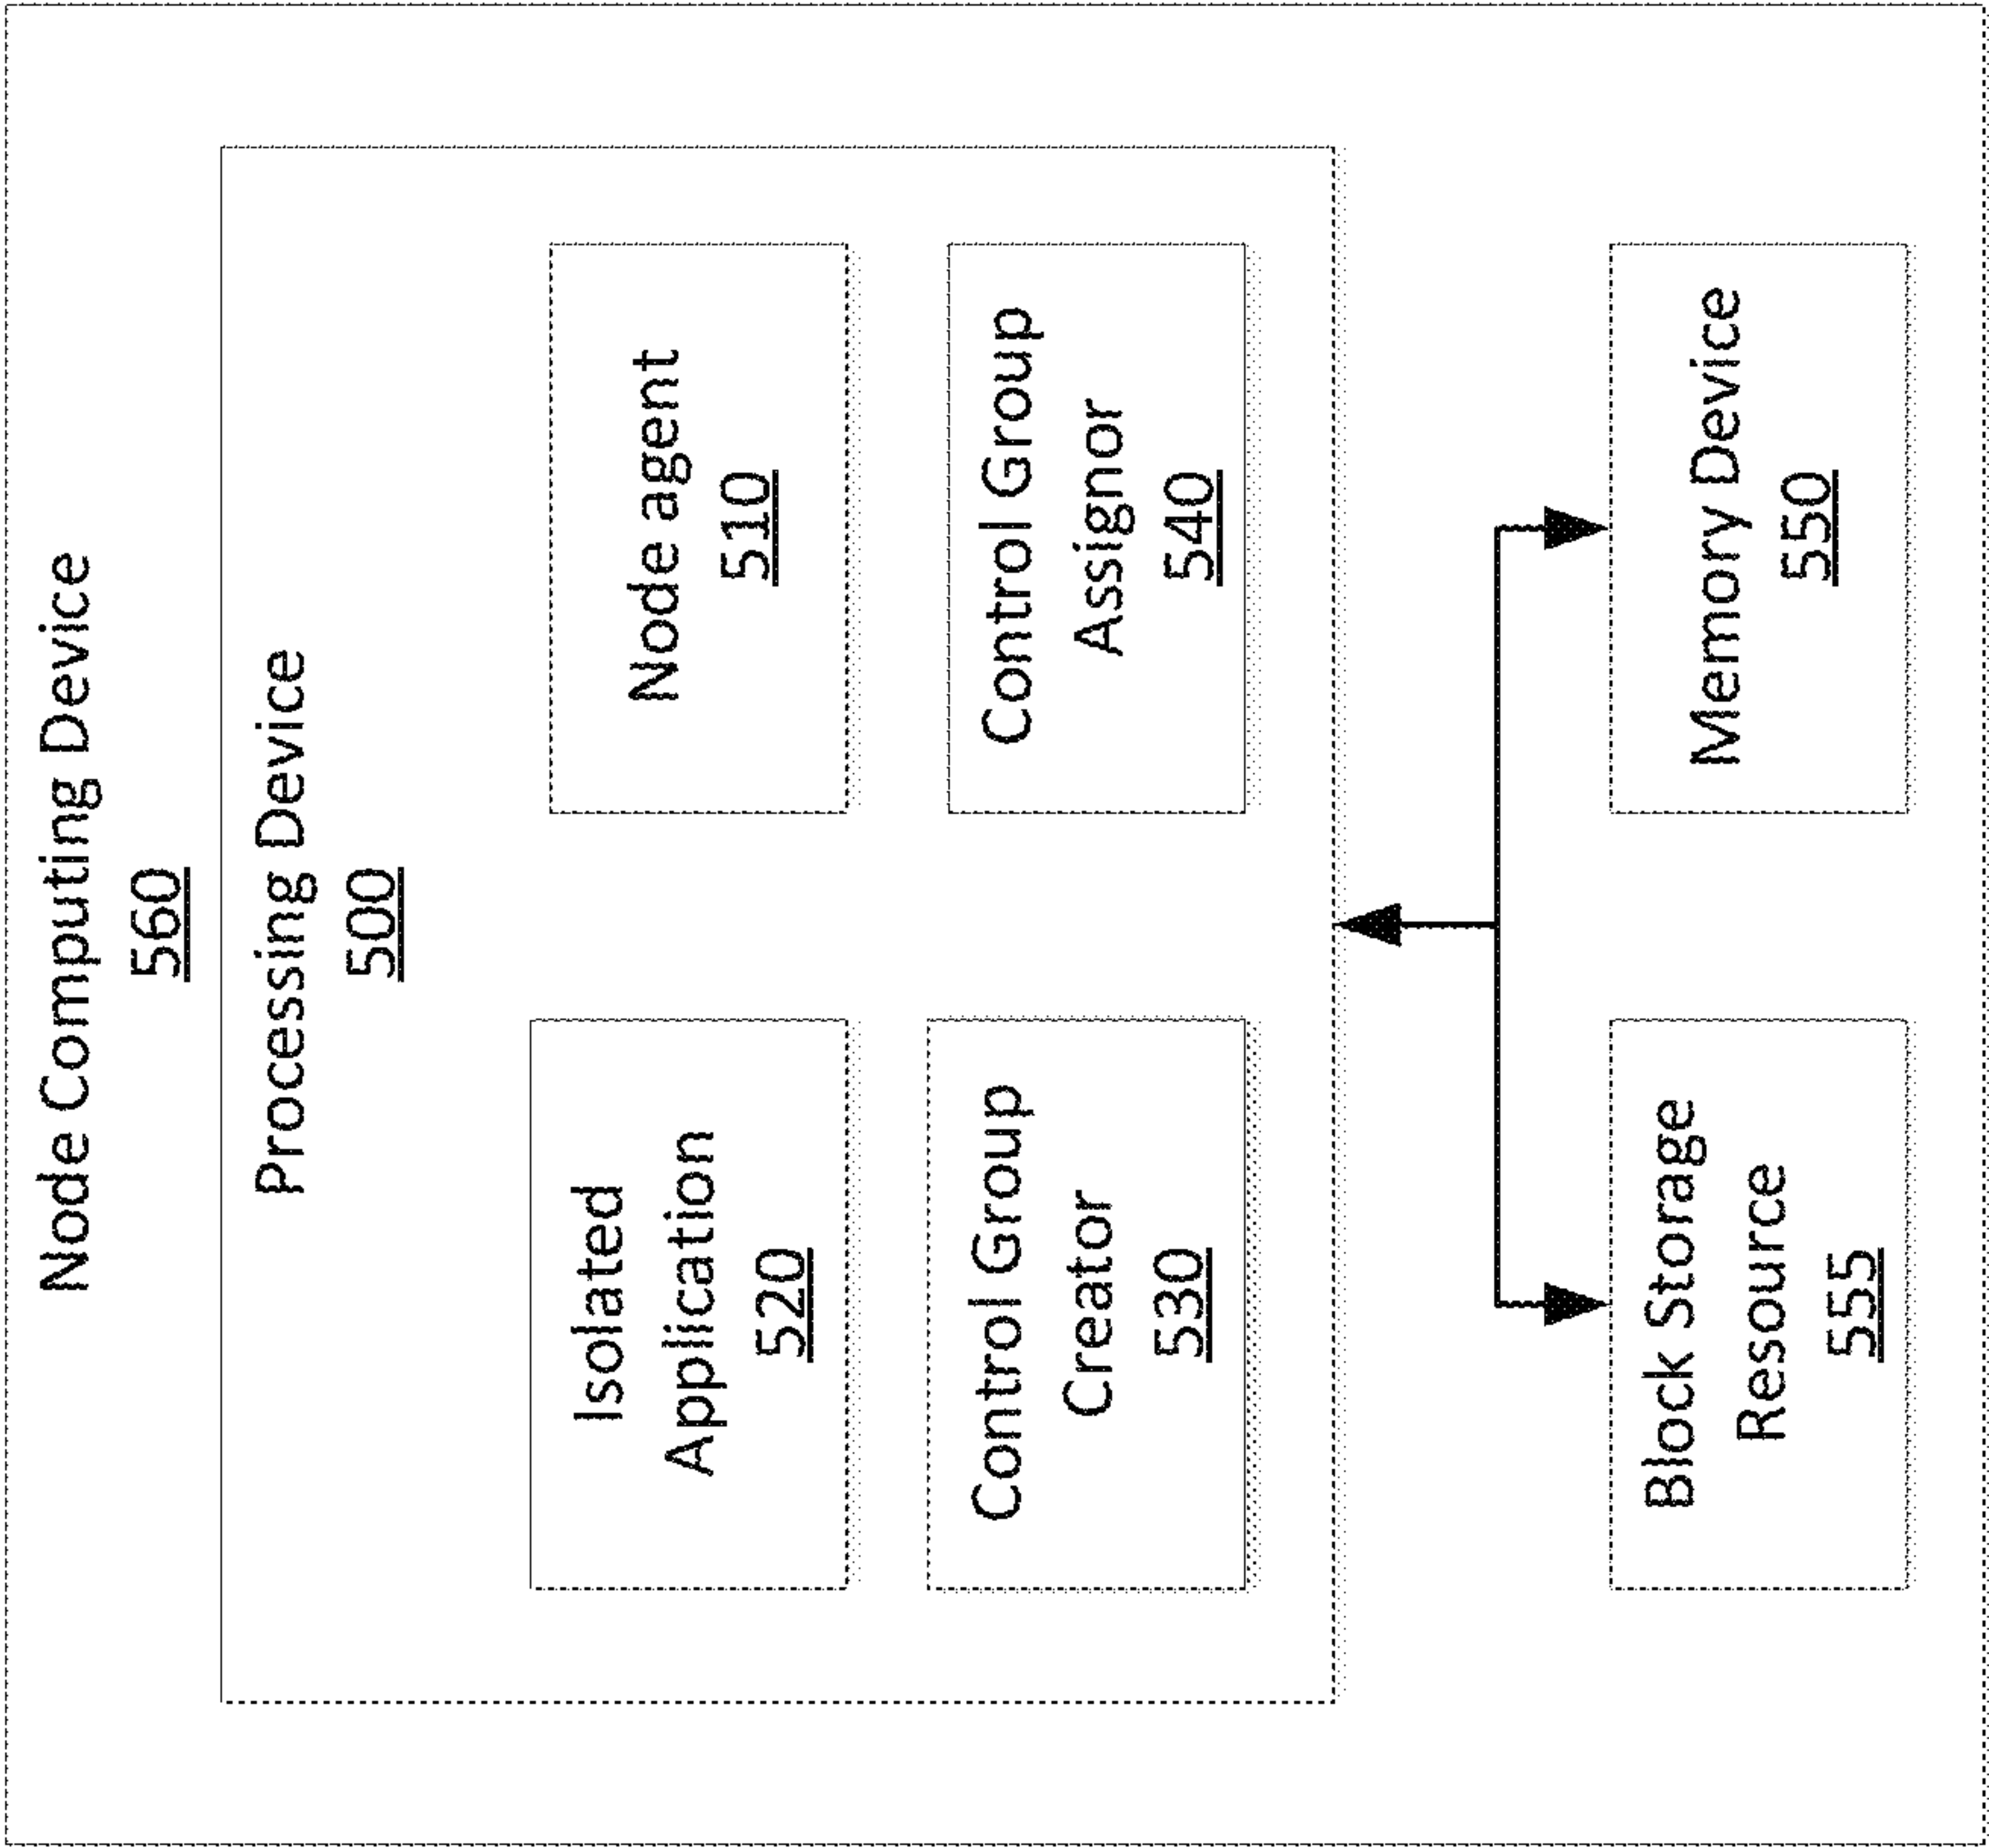 Node Computing Device
560
Processing Device
500
Isolated
Application
520
Node agent
510
Control Group
Creator
530
Control Group
Assignor
540
Block Storage
Resource
555
Memory Device
550